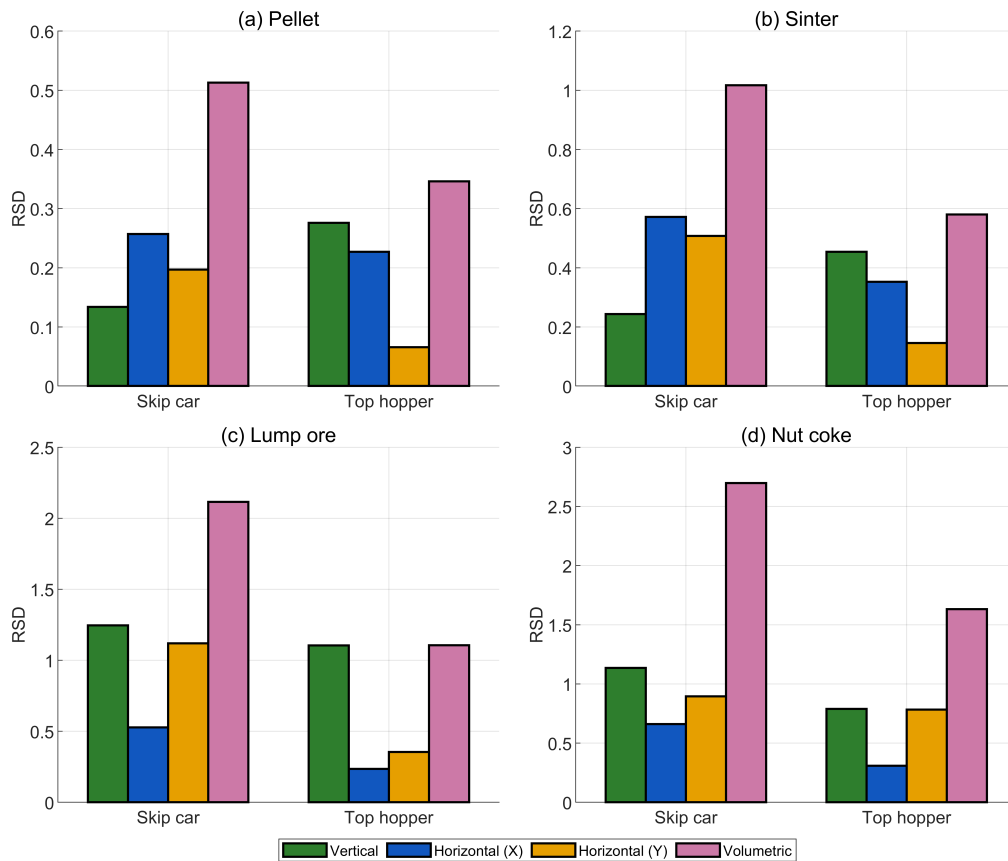 (a) Pellet
0.6
0.5
0.4
0.3
0.2
0.1
0
RSD
Skip car
Top hopper
(b) Sinter
1.2
1
0.8
0.6
0.4
0.2
0
RSD
Skip car
Top hopper
(c) Lump ore
2.5
2
1.5
1
0.5
0
RSD
Skip car
Top hopper
(d) Nut coke
3
2.5
2
1.5
1
0.5
0
RSD
Skip car
Top hopper
Vertical Horizontal (X) Horizontal (Y) Volumetric